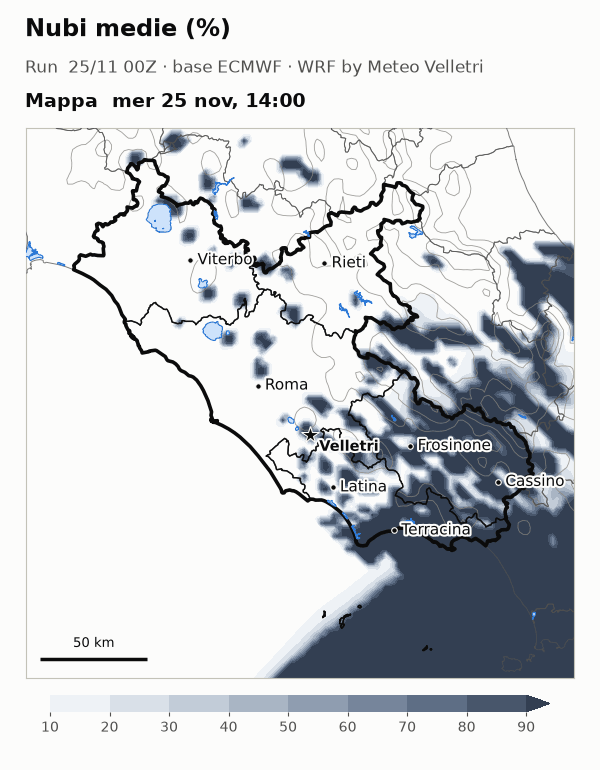 Nubi medie (%)
Run  25/11 00Z · base ECMWF · WRF by Meteo Velletri
Mappa  mer 25 nov, 14:00
Viterbo
Rieti
Roma
Velletri
Frosinone
Cassino
Latina
Terracina
50 km
10 20 30 40 50 60 70 80 90